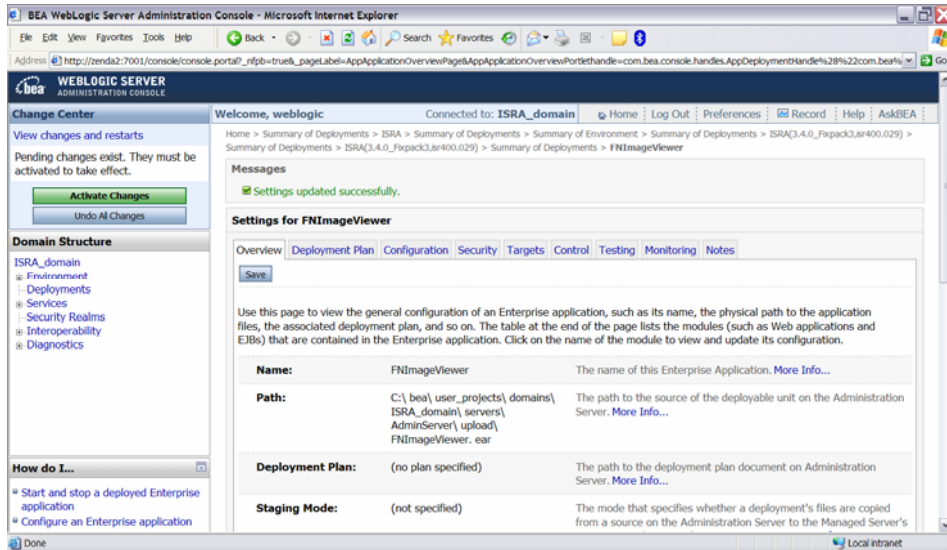 BEA WebLogic Server Administration Console - Microsoft Internet Explorer
File Edit View Favorites Tools Help
Back Search Favorites
Address http://zenda2:7001/console/console.portal?_nfpb=true&_pageLabel=AppApplicationOverviewPage&AppApplicationOverviewPortlethandle=com.bea.console.handles.AppDeploymentHandle%28%22com.bea% Go
bea WEBLOGIC SERVER
ADMINISTRATION CONSOLE
Change Center
View changes and restarts
Pending changes exist. They must be
activated to take effect.
Activate Changes
Undo All Changes
Domain Structure
ISRA_domain
Environment
Deployments
Services
Security Realms
Interoperability
Diagnostics
How do I...
Start and stop a deployed Enterprise
application
Configure an Enterprise application
Welcome, weblogic Connected to: ISRA_domain Home Log Out Preferences Record Help AskBEA
Home > Summary of Deployments > ISRA > Summary of Deployments > Summary of Environment > Summary of Deployments > ISRA(3.4.0_Fixpack3,isr400.029) >
Summary of Deployments > ISRA(3.4.0_Fixpack3,isr400.029) > Summary of Deployments > FNImageViewer
Messages
Settings updated successfully.
Settings for FNImageViewer
Overview Deployment Plan Configuration Security Targets Control Testing Monitoring Notes
Save
Use this page to view the general configuration of an Enterprise application, such as its name, the physical path to the application
files, the associated deployment plan, and so on. The table at the end of the page lists the modules (such as Web applications and
EJBs) that are contained in the Enterprise application. Click on the name of the module to view and update its configuration.
Name: FNImageViewer The name of this Enterprise Application. More Info...
Path: C:\ bea\ user_projects\ domains\ The path to the source of the deployable unit on the Administration
ISRA_domain\ servers\ Server. More Info...
AdminServer\ upload\
FNImageViewer. ear
Deployment Plan: (no plan specified) The path to the deployment plan document on Administration
Server. More Info...
Staging Mode: (not specified) The mode that specifies whether a deployment's files are copied
from a source on the Administration Server to the Managed Server's
Done Local intranet